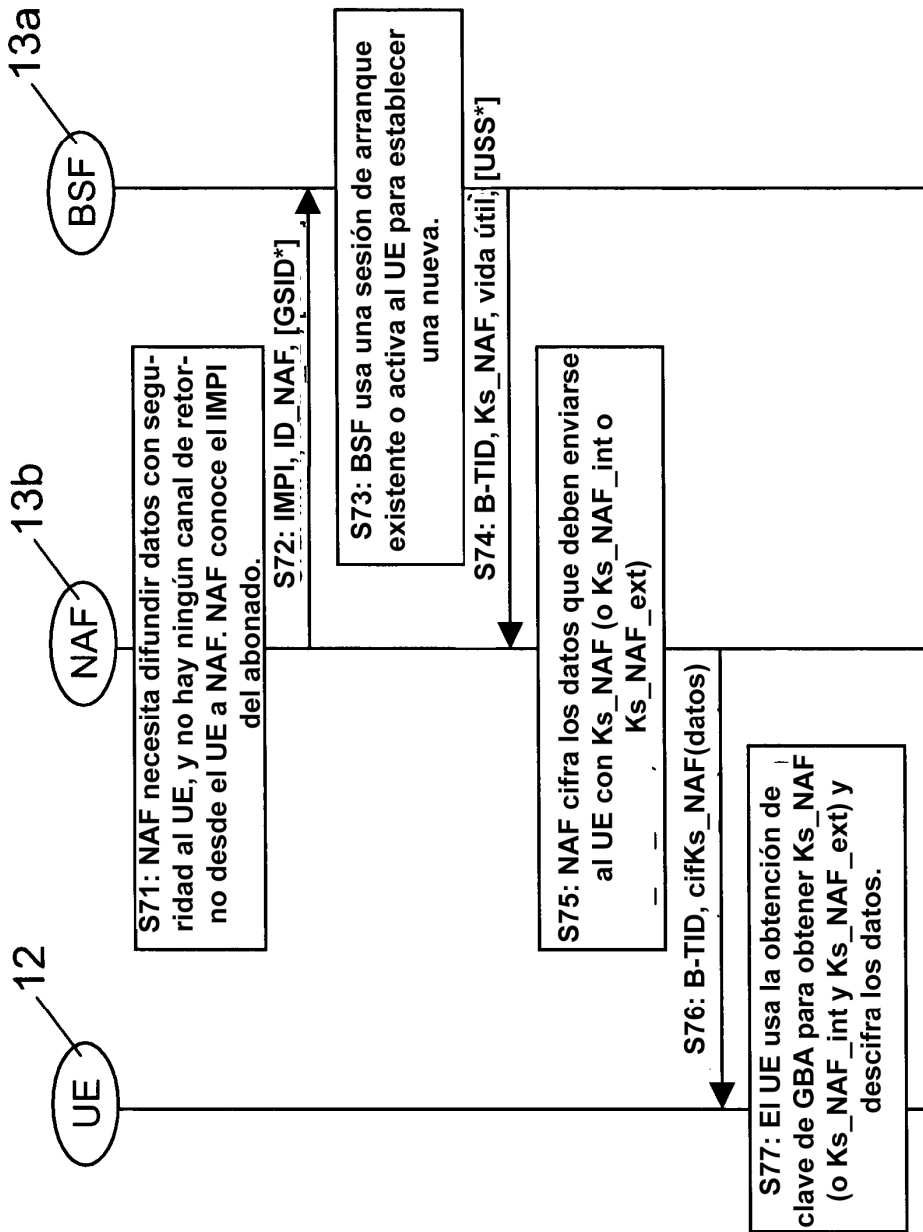 12
UE
13b
NAF
13a
BSF
S71: NAF necesita difundir datos con segu-
ridad al UE, y no hay ningún canal de retor-
no desde el UE a NAF. NAF conoce el IMPI
del abonado.
S72: IMPI, ID_NAF, [GSID*]
S73: BSF usa una sesión de arranque
existente o activa al UE para establecer
una nueva.
S74: B-TID, Ks_NAF, vida útil, [USS*]
S75: NAF cifra los datos que deben enviarse
al UE con Ks_NAF (o Ks_NAF_int o
Ks_NAF_ext)
S76: B-TID, cifKs_NAF(datos)
S77: El UE usa la obtención de
clave de GBA para obtener Ks_NAF
(o Ks_NAF_int y Ks_NAF_ext) y
descifra los datos.